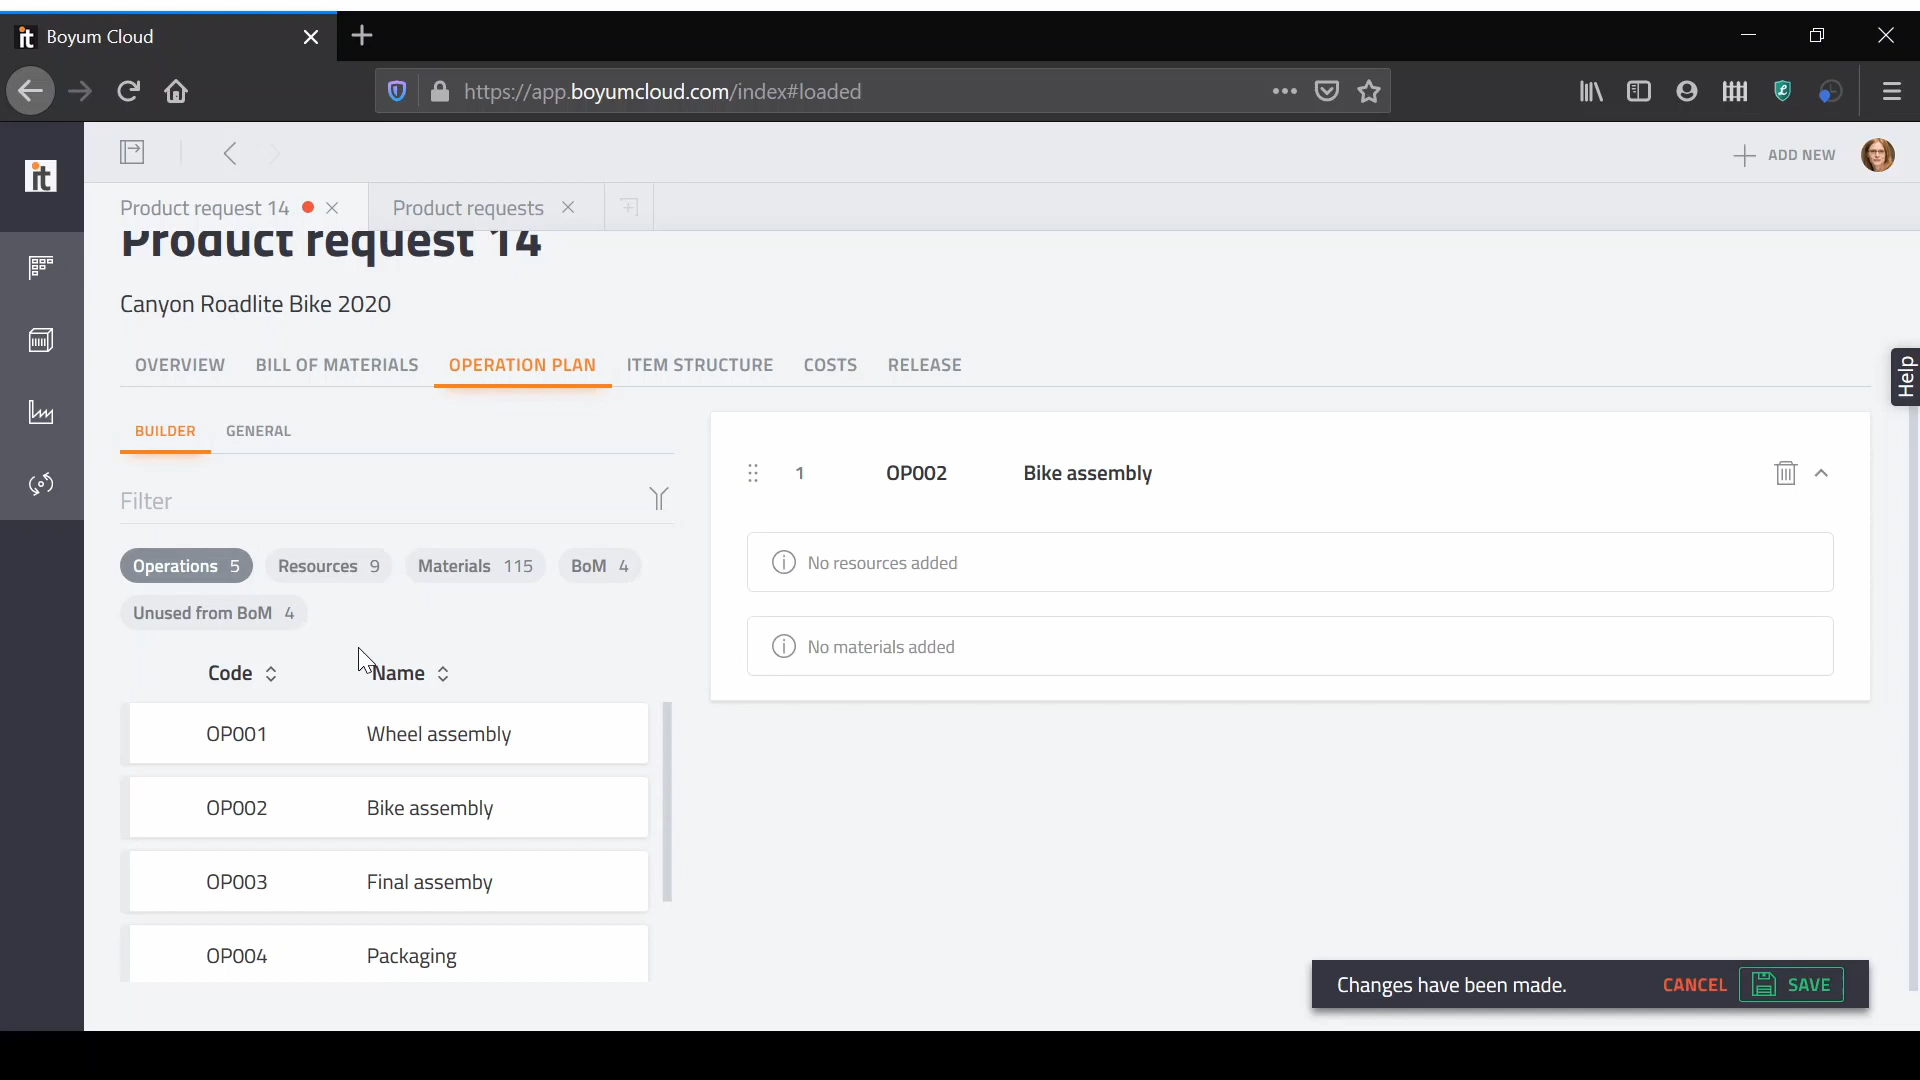 it Boyum Cloud
https://app.boyumcloud.com/index#loaded
it
ADD NEW
Product request 14
Product requests
Product request 14
Canyon Roadlite Bike 2020
OVERVIEW BILL OF MATERIALS OPERATION PLAN ITEM STRUCTURE COSTS RELEASE
Help
BUILDER GENERAL
Filter
Operations 5 Resources 9 Materials 115 BoM 4
Unused from BoM 4
Code Name
OP001 Wheel assembly
OP002 Bike assembly
OP003 Final assemby
OP004 Packaging
1 OP002 Bike assembly
No resources added
No materials added
Changes have been made. CANCEL SAVE